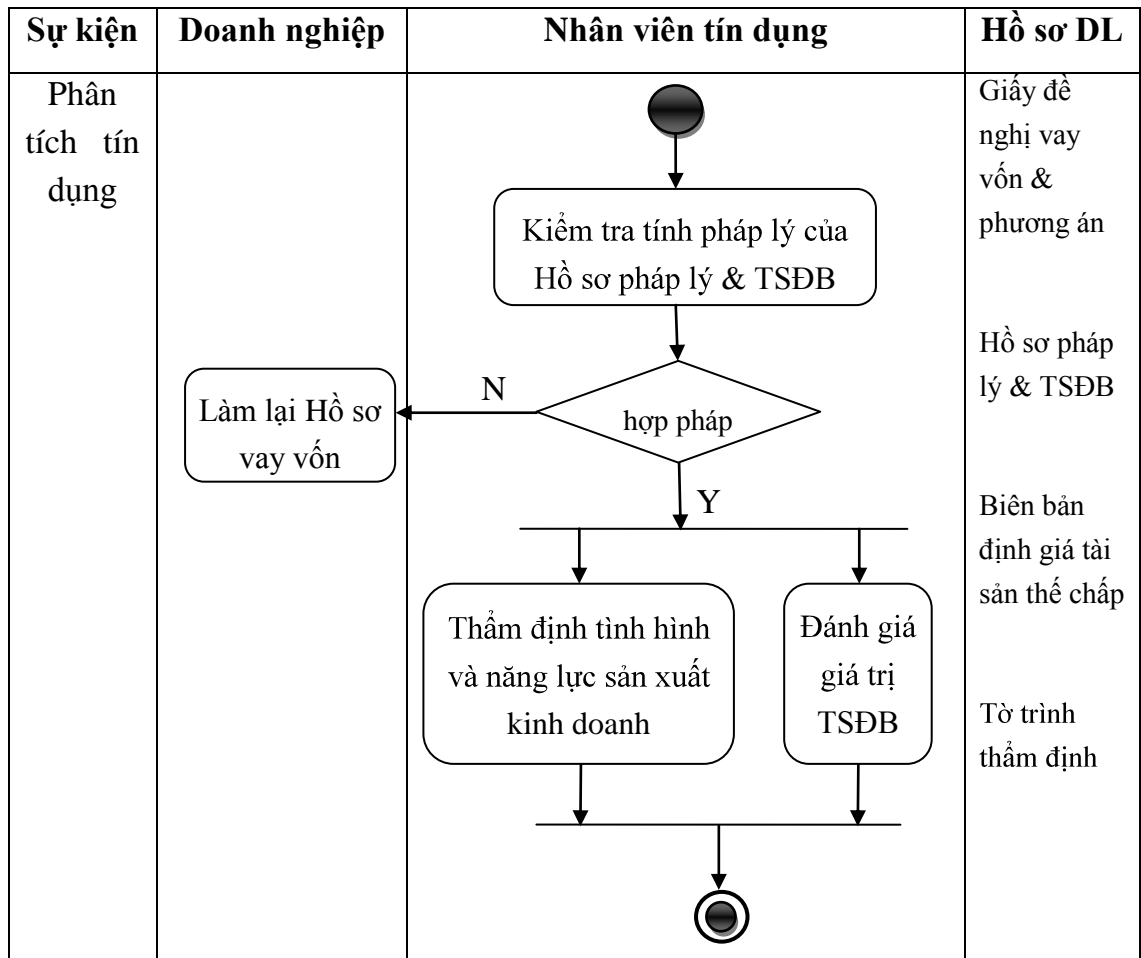 Sự kiện
Doanh nghiệp
Nhân viên tín dụng
Hồ sơ DL
Phân
tích tín
dụng
Kiểm tra tính pháp lý của
Hồ sơ pháp lý & TSĐB
N
hợp pháp
Làm lại Hồ sơ
vay vốn
Y
Thẩm định tình hình
và năng lực sản xuất
kinh doanh
Đánh giá
giá trị
TSĐB
Giấy đề
nghị vay
vốn &
phương án
Hồ sơ pháp
lý & TSĐB
Biên bản
định giá tài
sản thế chấp
Tờ trình
thẩm định